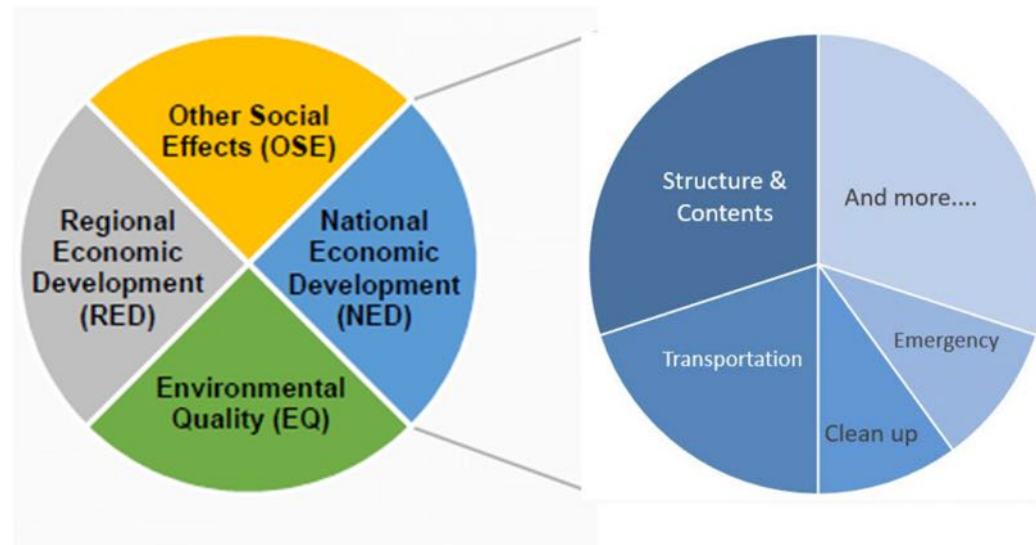 Other Social
Effects (OSE)
Regional
Economic
Development
(RED)
National
Economic
Development
(NED)
Environmental
Quality (EQ)
Structure &
Contents
And more....
Transportation
Emergency
Clean up